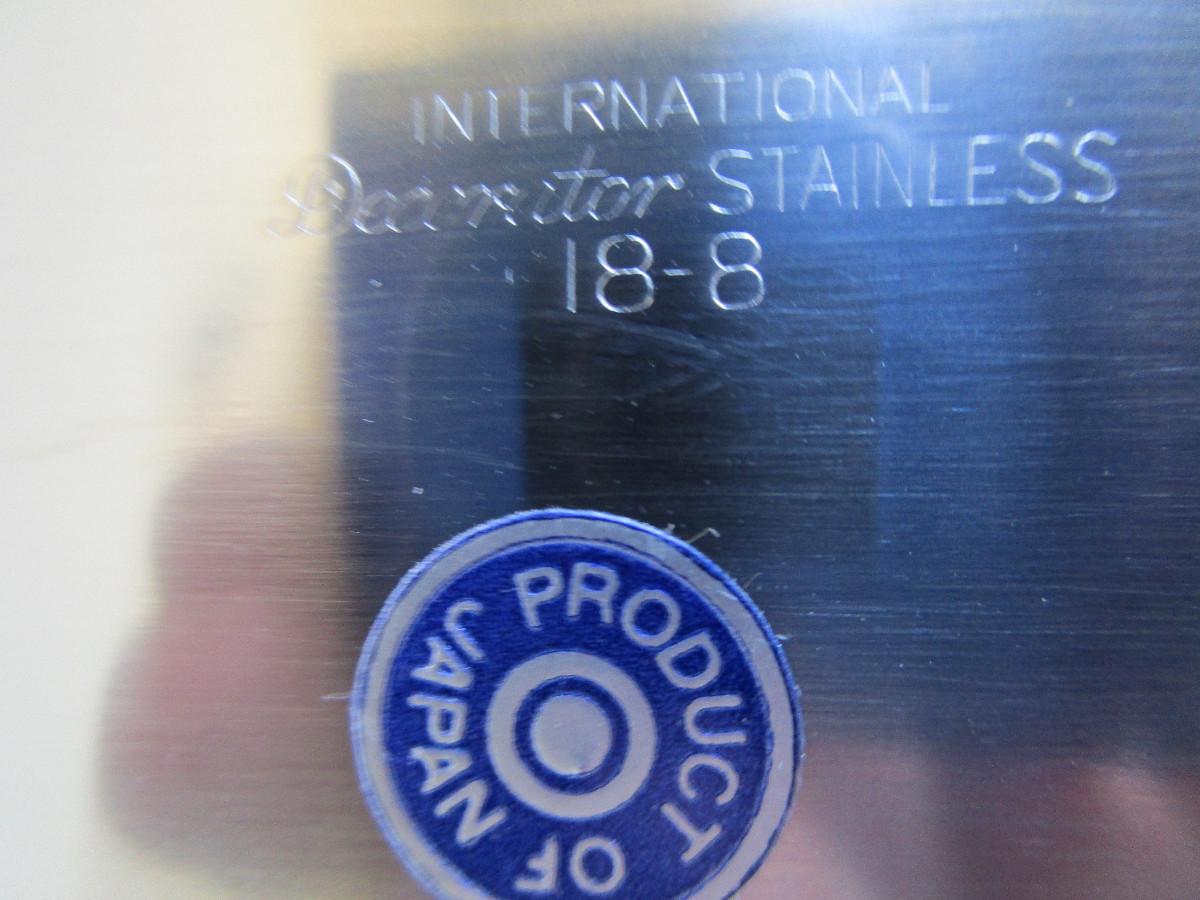 INTERNATIONAL
Decorator STAINLESS
18-8
PRODUCT OF JAPAN